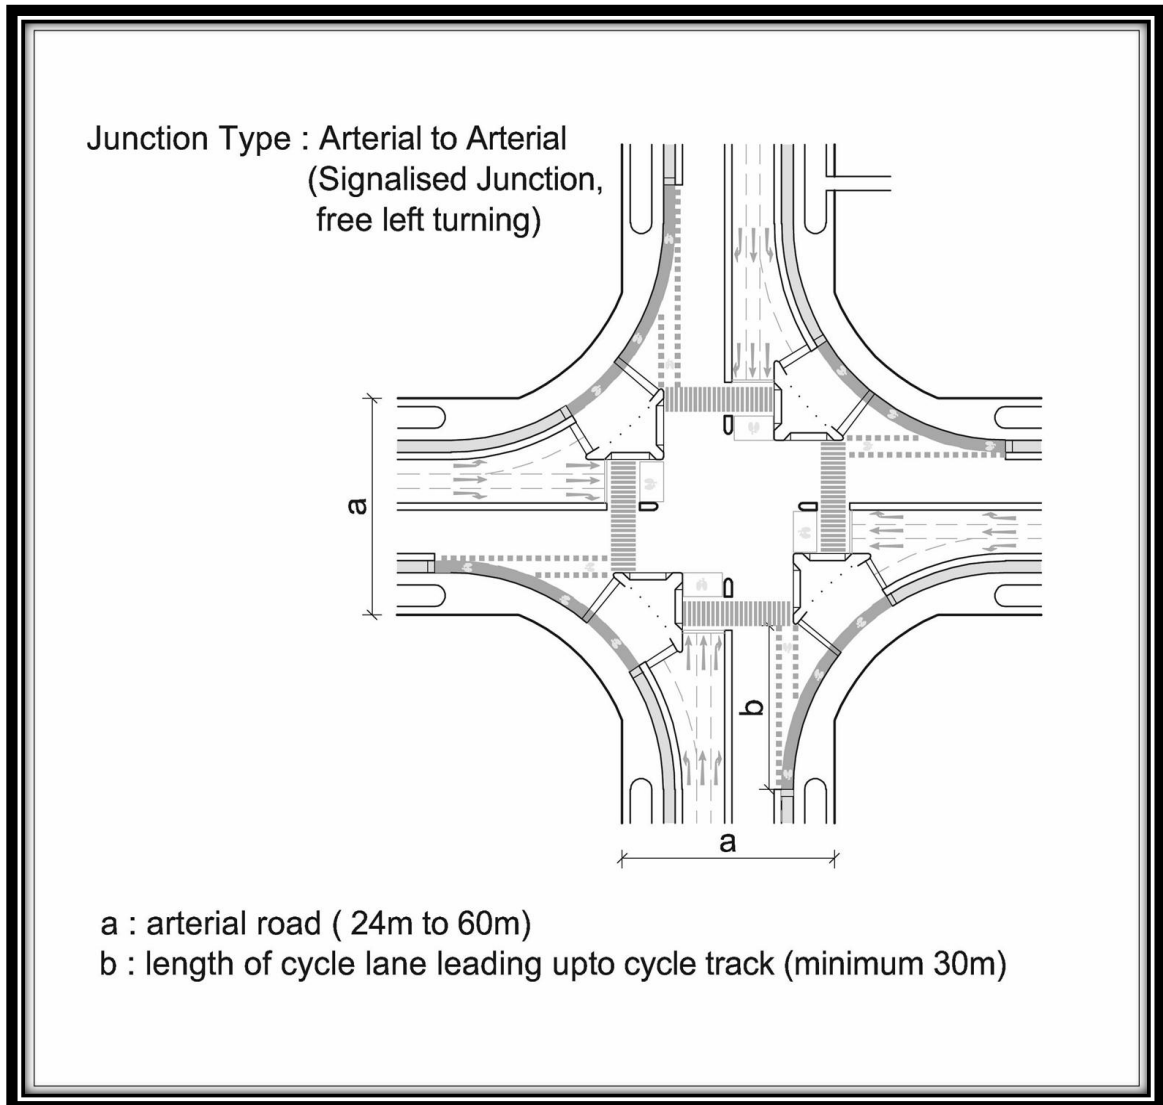 Junction Type : Arterial to Arterial
(Signalised Junction,
free left turning)
a
b
a
a : arterial road ( 24m to 60m)
b : length of cycle lane leading upto cycle track (minimum 30m)